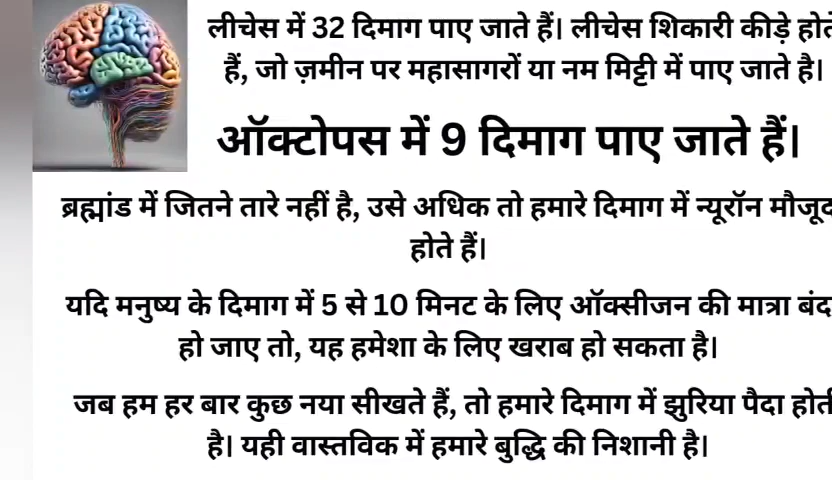 लीचेस में 32 दिमाग पाए जाते हैं। लीचेस शिकारी कीड़े होते
हैं, जो ज़मीन पर महासागरों या नम मिट्टी में पाए जाते है।
ऑक्टोपस में 9 दिमाग पाए जाते हैं।
ब्रह्मांड में जितने तारे नहीं है, उसे अधिक तो हमारे दिमाग में न्यूरॉन मौजूद
होते हैं।
यदि मनुष्य के दिमाग में 5 से 10 मिनट के लिए ऑक्सीजन की मात्रा बंद
हो जाए तो, यह हमेशा के लिए खराब हो सकता है।
जब हम हर बार कुछ नया सीखते हैं, तो हमारे दिमाग में झुरिया पैदा होती
है। यही वास्तविक में हमारे बुद्धि की निशानी है।